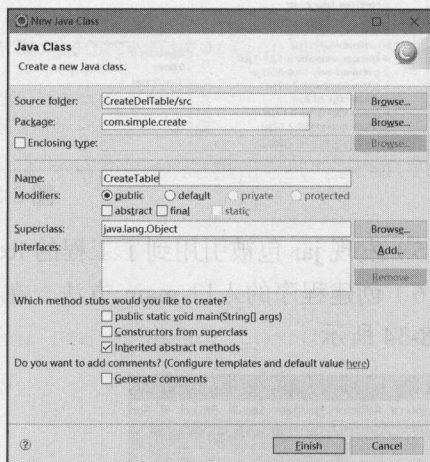 New Java Class
Java Class
Create a new Java class.
Source folder: CreateDelTable/src Browse...
Package: com.simple.create Browse...
Enclosing type: Browse...
Name: CreateTable
Modifiers: public default private protected
abstract final static
Superclass: java.lang.Object Browse...
Interfaces: Add...
Remove
Which method stubs would you like to create?
public static void main(String[] args)
Constructors from superclass
Inherited abstract methods
Do you want to add comments? (Configure templates and default value here)
Generate comments
Finish Cancel